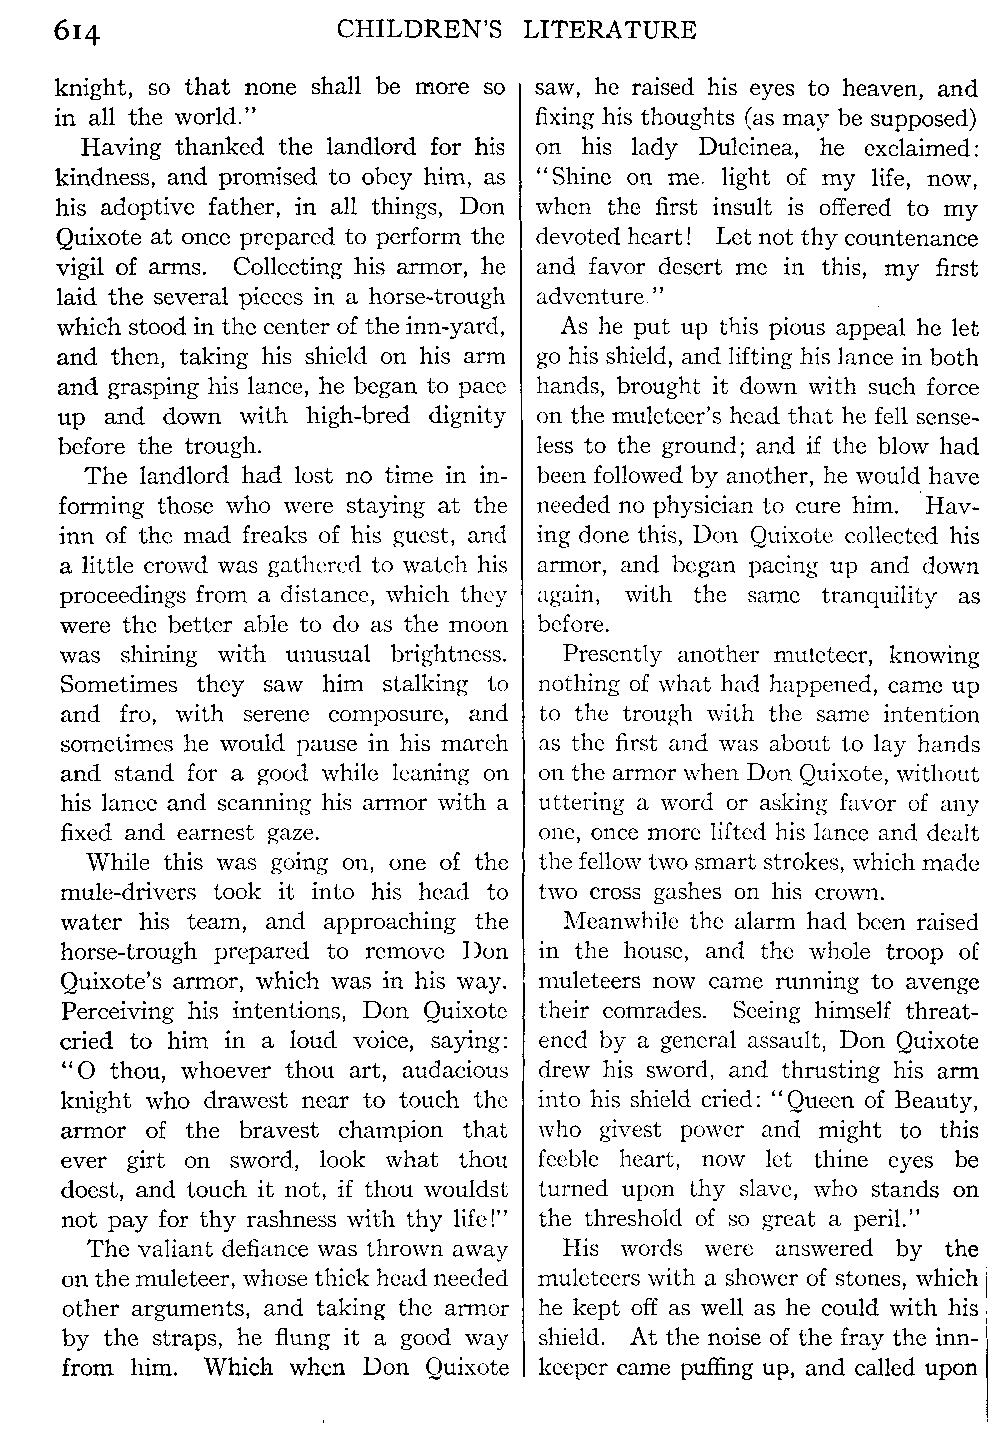 614 CHILDREN'S LITERATURE
knight, so that none shall be more so
in all the world."
Having thanked the landlord for his
kindness, and promised to obey him, as
his adoptive father, in all things, Don
Quixote at once prepared to perform the
vigil of arms. Collecting his armor, he
laid the several pieces in a horse-trough
which stood in the center of the inn-yard,
and then, taking his shield on his arm
and grasping his lance, he began to pace
up and down with high-bred dignity
before the trough.
The landlord had lost no time in in-
forming those who were staying at the
inn of the mad freaks of his guest, and
a little crowd was gathered to watch his
proceedings from a distance, which they
were the better able to do as the moon
was shining with unusual brightness.
Sometimes they saw him stalking to
and fro, with serene composure, and
sometimes he would pause in his march
and stand for a good while leaning on
his lance and scanning his armor with a
fixed and earnest gaze.
While this was going on, one of the
mule-drivers took it into his head to
water his team, and approaching the
horse-trough prepared to remove Don
Quixote's armor, which was in his way.
Perceiving his intentions, Don Quixote
cried to him in a loud voice, saying:
"O thou, whoever thou art, audacious
knight who drawest near to touch the
armor of the bravest champion that
ever girt on sword, look what thou
doest, and touch it not, if thou wouldst
not pay for thy rashness with thy life!"
The valiant defiance was thrown away
on the muleteer, whose thick head needed
other arguments, and taking the armor
by the straps, he flung it a good way
from him. Which when Don Quixote
saw, he raised his eyes to heaven, and
fixing his thoughts (as may be supposed)
on his lady Dulcinea, he exclaimed:
"Shine on me. light of my life, now,
when the first insult is offered to my
devoted heart! Let not thy countenance
and favor desert me in this, my first
adventure."
As he put up this pious appeal he let
go his shield, and lifting his lance in both
hands, brought it down with such force
on the muleteer's head that he fell sense-
less to the ground; and if the blow had
been followed by another, he would have
needed no physician to cure him. Hav-
ing done this, Don Quixote collected his
armor, and began pacing up and down
again, with the same tranquility as
before.
Presently another muleteer, knowing
nothing of what had happened, came up
to the trough with the same intention
as the first and was about to lay hands
on the armor when Don Quixote, without
uttering a word or asking favor of any
one, once more lifted his lance and dealt
the fellow two smart strokes, which made
two cross gashes on his crown.
Meanwhile the alarm had been raised
in the house, and the whole troop of
muleteers now came running to avenge
their comrades. Seeing himself threat-
ened by a general assault, Don Quixote
drew his sword, and thrusting his arm
into his shield cried: "Queen of Beauty,
who givest power and might to this
feeble heart, now let thine eyes be
turned upon thy slave, who stands on
the threshold of so great a peril."
His words were answered by the
muleteers with a shower of stones, which
he kept off as well as he could with his
shield. At the noise of the fray the inn-
keeper came puffing up, and called upon